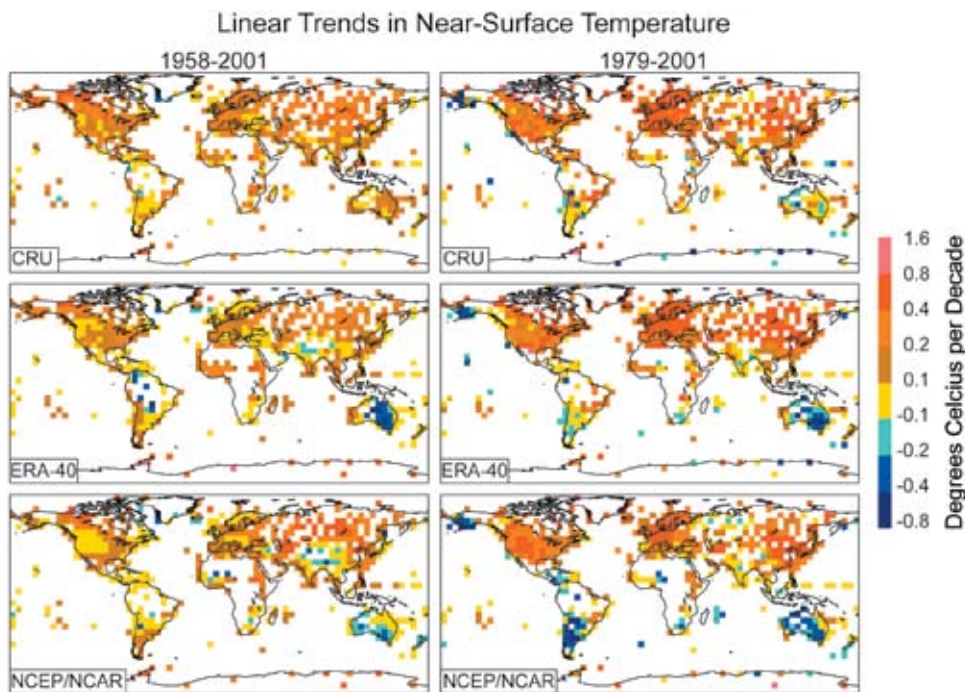 Linear Trends in Near-Surface Temperature
1958-2001
1979-2001
CRU
CRU
ERA-40
ERA-40
NCEP/NCAR
NCEP/NCAR
1.6
0.8
0.4
0.2
0.1
-0.1
-0.2
-0.4
-0.8
Degrees Celcius per Decade